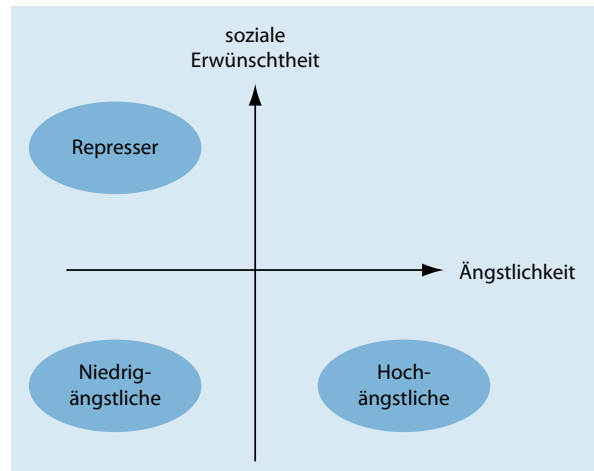 soziale
Erwünschtheit
Represser
Ängstlichkeit
Niedrig-
ängstliche
Hoch-
ängstliche